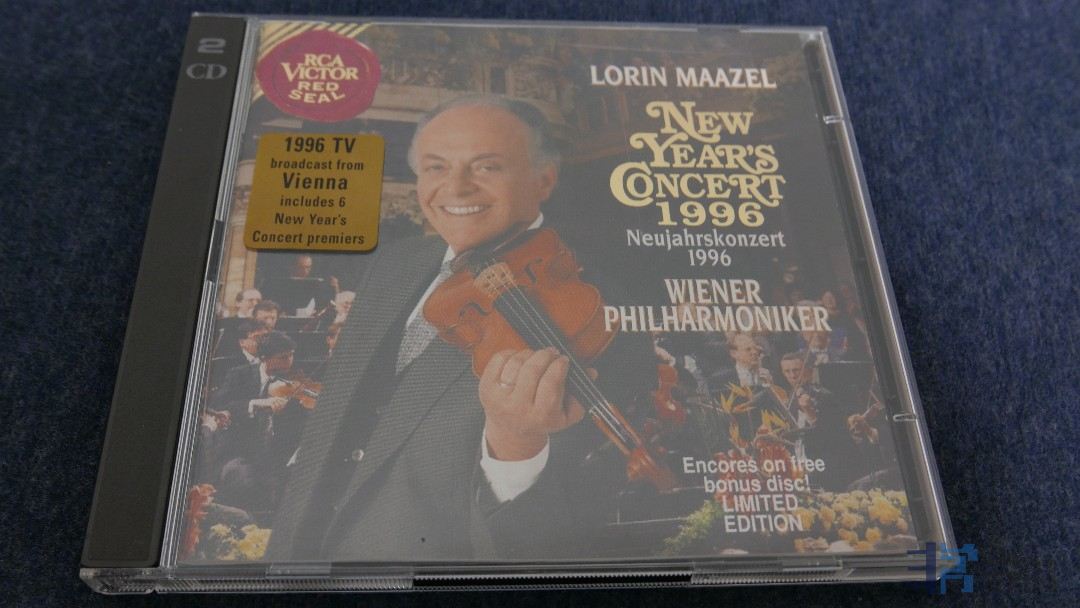 2
CD
RCA
VICTOR
RED
SEAL
1996 TV
broadcast from
Vienna
includes 6
New Year's
Concert premiers
LORIN MAAZEL
NEW
YEAR'S
CONCERT
1996
Neujahrskonzert
1996
WIENER
PHILHARMONIKER
Encores on free
bonus disc!
LIMITED
EDITION